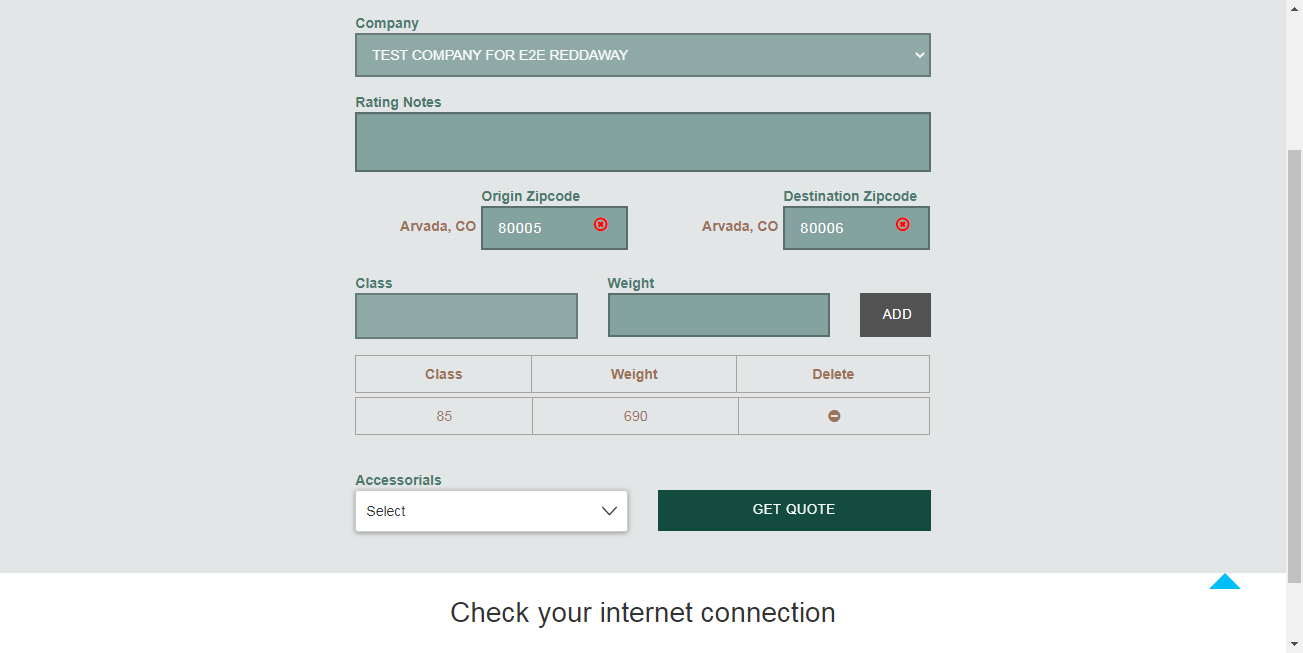 Company
TEST COMPANY FOR E2E REDDAWAY
Rating Notes
Origin Zipcode
Destination Zipcode
Arvada, CO
80005
Arvada, CO
80006
Class
Weight
ADD
Class
Weight
Delete
85
690
Accessorials
Select
GET QUOTE
Check your internet connection